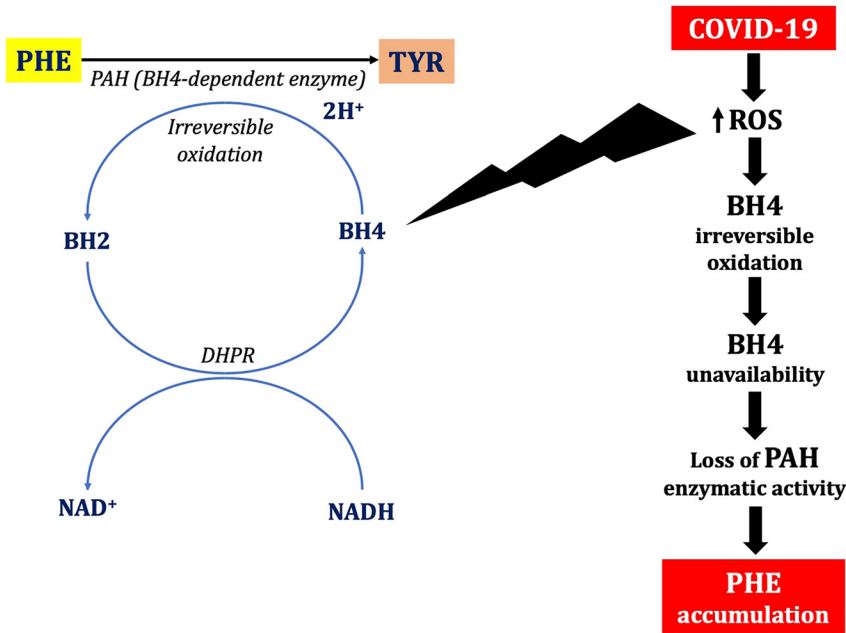 PHE
TYR
PAH (BH4-dependent enzyme)
2H⁺
Irreversible
oxidation
BH2
BH4
DHPR
NAD⁺
NADH
COVID-19
ROS
BH4
irreversible
oxidation
BH4
unavailability
Loss of PAH
enzymatic activity
PHE
accumulation